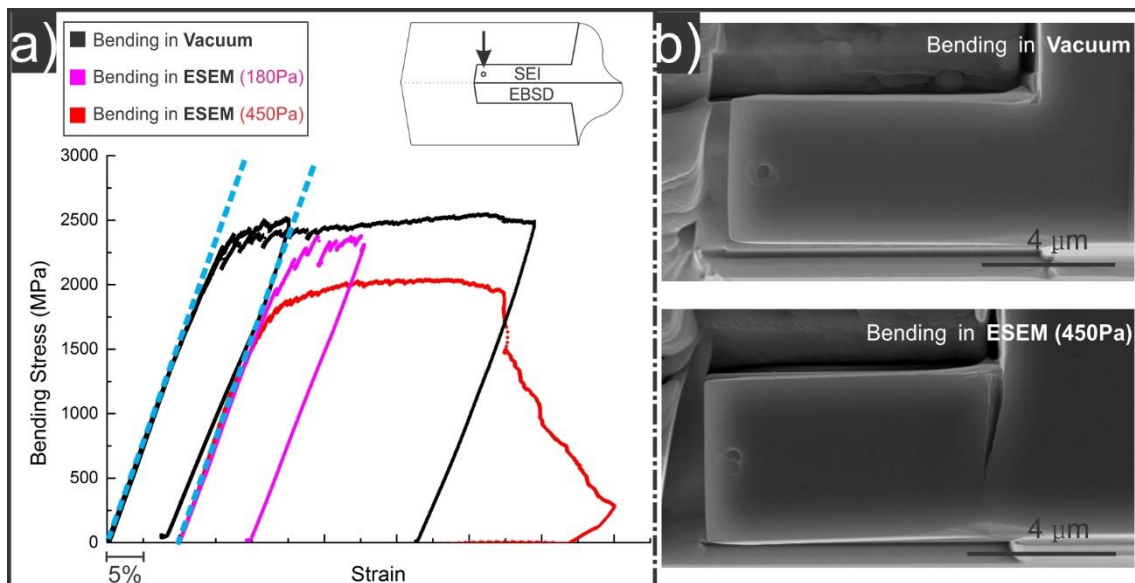 a)
Bending in Vacuum
Bending in ESEM (180Pa)
Bending in ESEM (450Pa)
SEI
EBSD
3000
2500
2000
1500
1000
500
0
Bending Stress (MPa)
5%
Strain
b)
Bending in Vacuum
4 μm
Bending in ESEM (450Pa)
4 μm